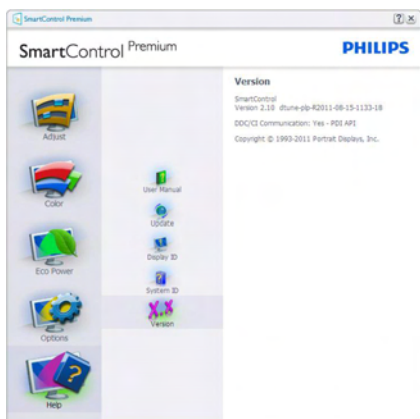 SmartControl Premium
SmartControl Premium
PHILIPS
Adjust
Color
Eco Power
Options
Help
User Manual
Update
Display ID
System ID
X.X
Version
Version
SmartControl
Version 2.10 dtune-plp-R2011-08-15-1133-18
DDC/CI Communication: Yes - PDI API
Copyright © 1993-2011 Portrait Displays, Inc.